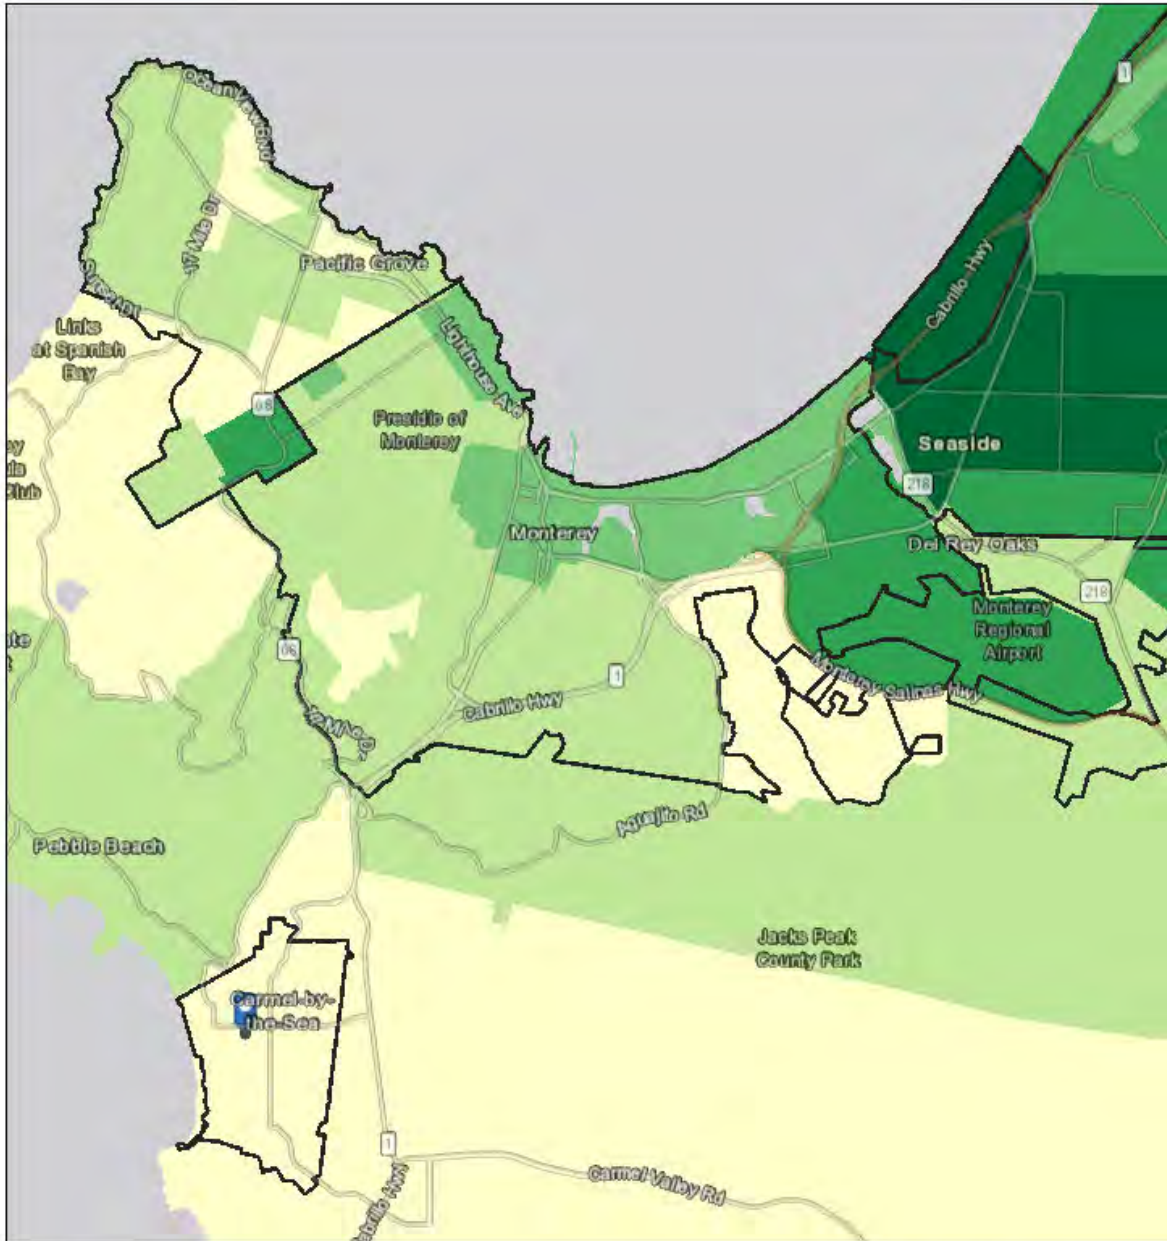 1
Ocean View Blvd
17 Mile Dr
Pacific Grove
Sunset Dr
Cabrillo Hwy
Links
at Spanish
Bay
Lighthouse Ave
68
Presidio of
Monterey
Seaside
Club
218
Monterey
Del Rey Oaks
218
Monterey
Regional
Airport
68
Monterey Salinas Hwy
1
Cabrillo Hwy
17 Mile Dr
Aguajito Rd
Pebble Beach
Jacks Peak
County Park
Carmel-by-
the-Sea
1
Carmel Valley Rd
Cabrillo Hwy